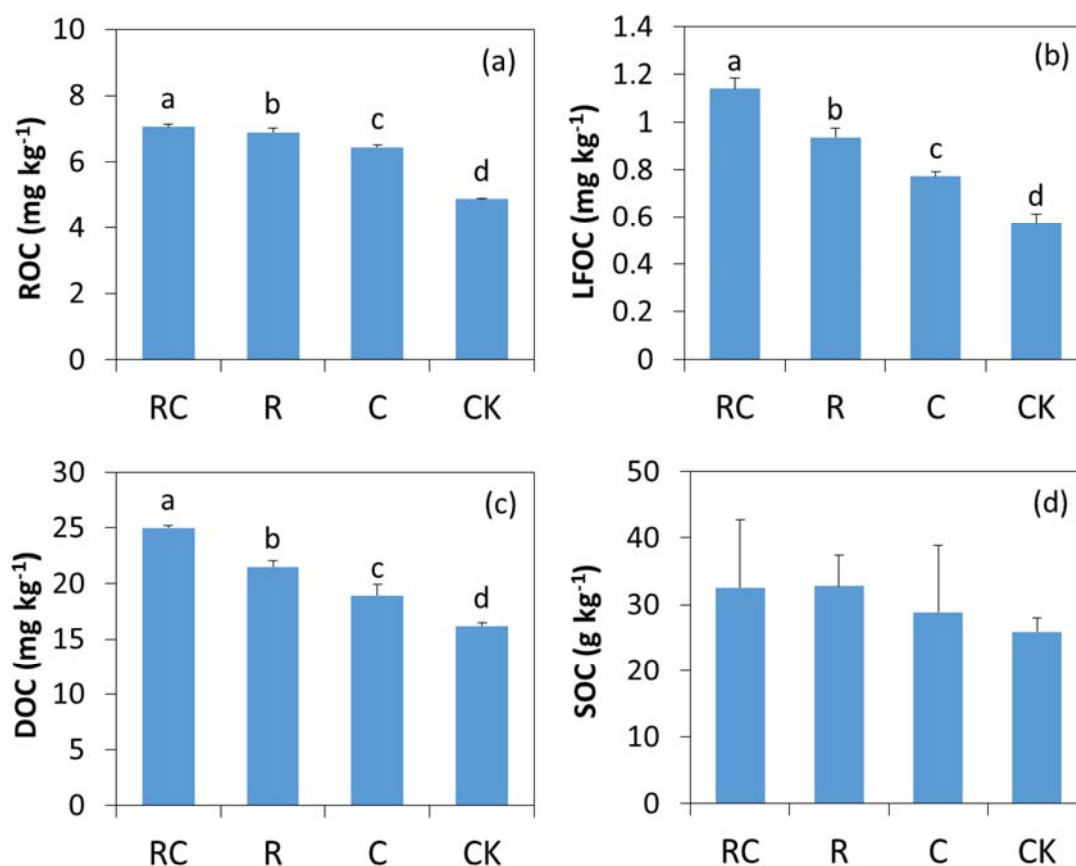 10
8
6
4
2
0
ROC (mg kg⁻¹)
(a)
a
b
c
d
RC R C CK
1.4
1.2
1
0.8
0.6
0.4
0.2
0
LFOC (mg kg⁻¹)
(b)
a
b
c
d
RC R C CK
30
25
20
15
10
5
0
DOC (mg kg⁻¹)
(c)
a
b
c
d
RC R C CK
50
40
30
20
10
0
SOC (g kg⁻¹)
(d)
RC R C CK